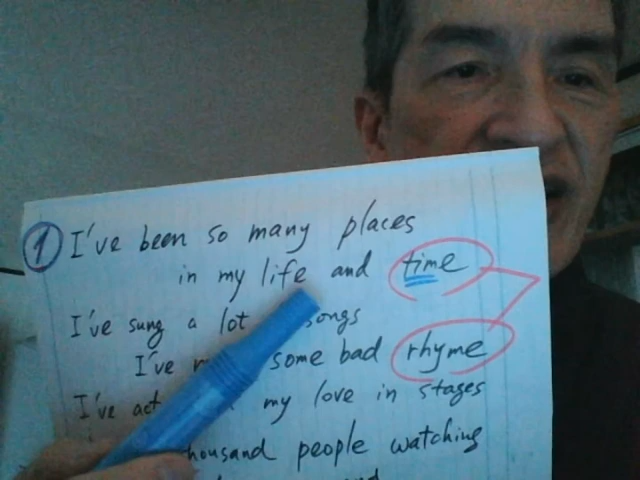 1 I've been so many places
in my life and time
I've sung a lot songs
I've some bad rhyme
I've act my love in stages
people watching